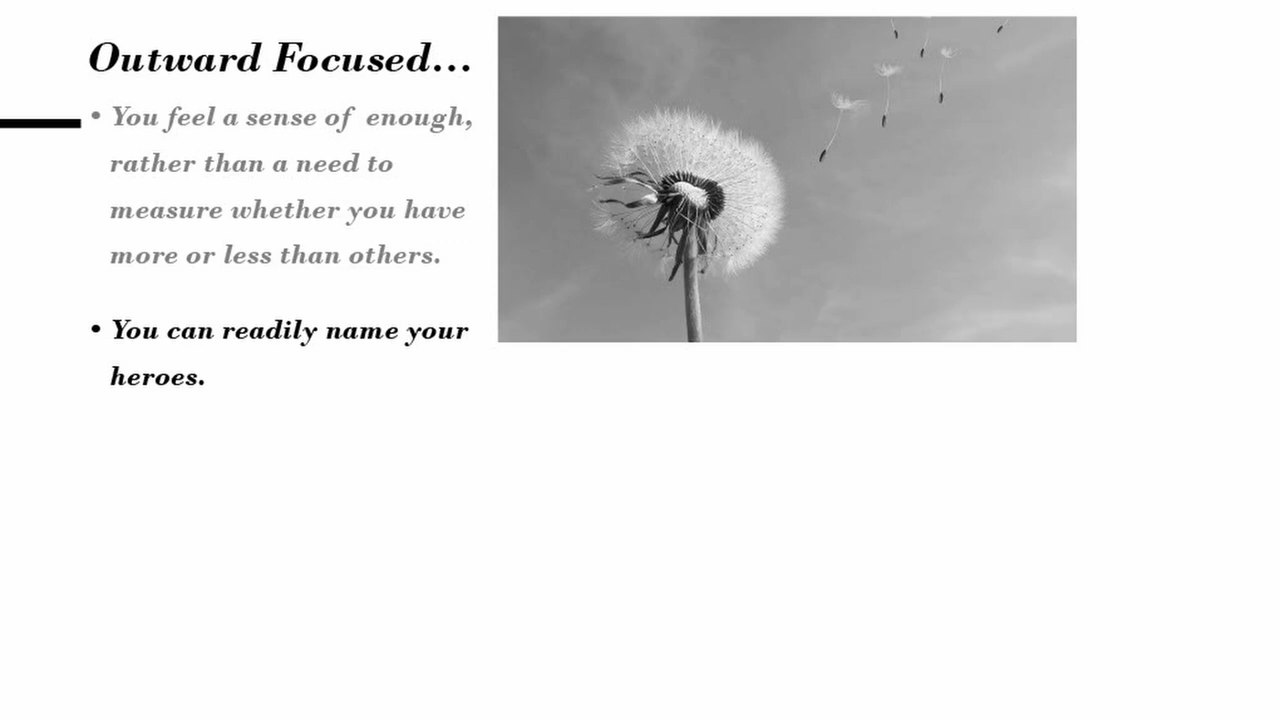 Outward Focused...
• You feel a sense of enough,
rather than a need to
measure whether you have
more or less than others.
• You can readily name your
heroes.